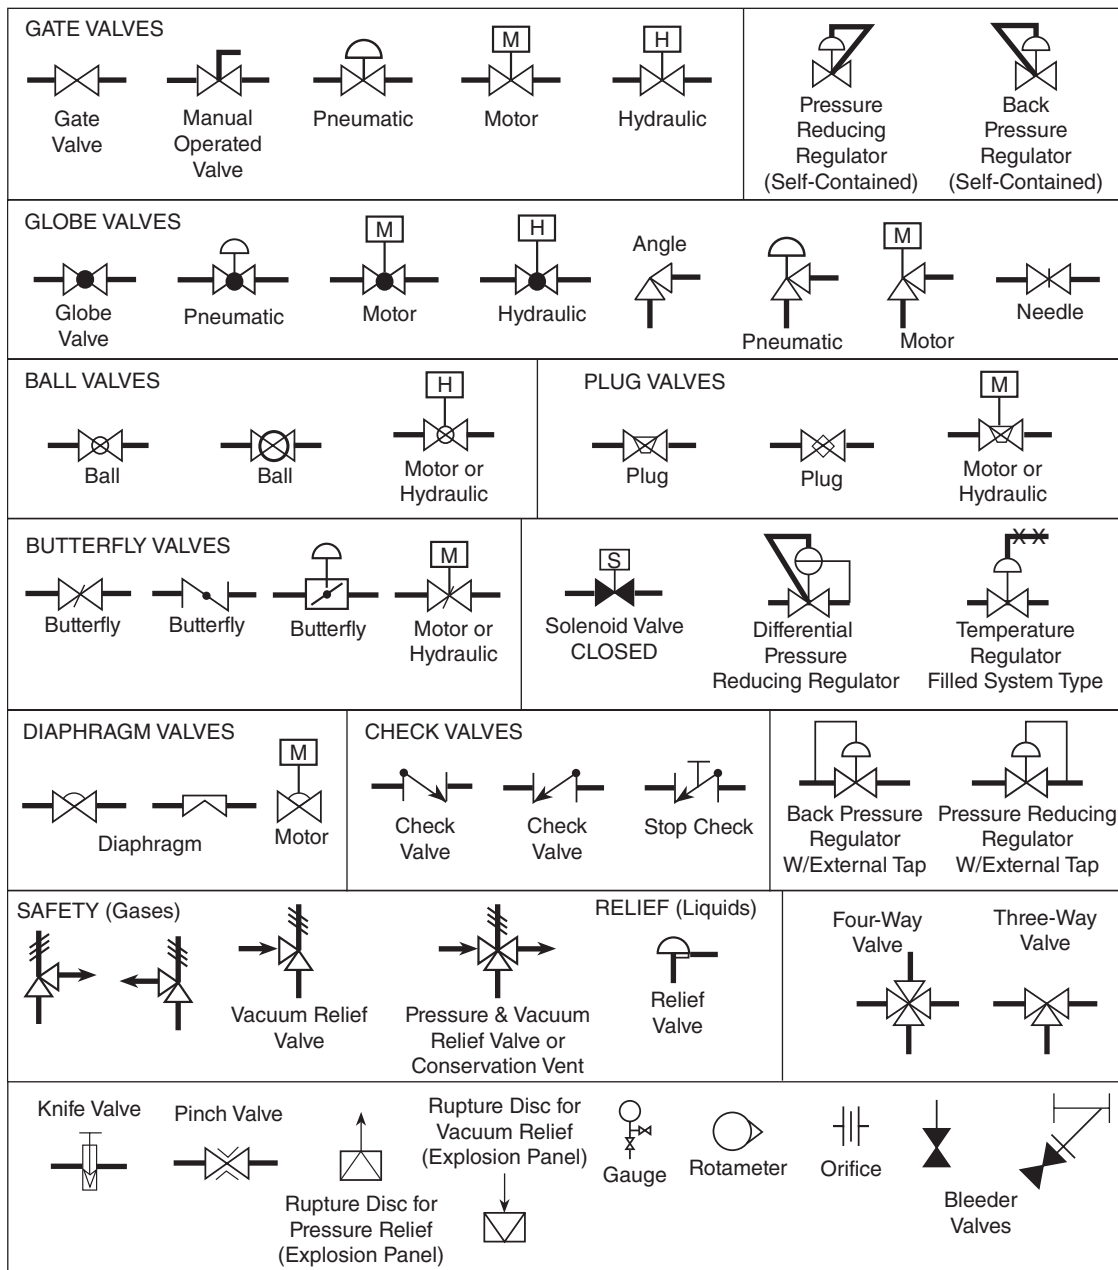 GATE VALVES
M
H
Gate
Valve
Manual
Operated
Valve
Pneumatic
Motor
Hydraulic
Pressure
Reducing
Regulator
(Self-Contained)
Back
Pressure
Regulator
(Self-Contained)
GLOBE VALVES
M
H
Angle
M
Globe
Valve
Pneumatic
Motor
Hydraulic
Pneumatic
Motor
Needle
BALL VALVES
H
Ball
Ball
Motor or
Hydraulic
PLUG VALVES
M
Plug
Plug
Motor or
Hydraulic
BUTTERFLY VALVES
M
Butterfly
Butterfly
Butterfly
Motor or
Hydraulic
S
Solenoid Valve
CLOSED
Differential
Pressure
Reducing Regulator
Temperature
Regulator
Filled System Type
DIAPHRAGM VALVES
M
Diaphragm
Motor
CHECK VALVES
Check
Valve
Check
Valve
Stop Check
Back Pressure
Regulator
W/External Tap
Pressure Reducing
Regulator
W/External Tap
SAFETY (Gases)
Vacuum Relief
Valve
Pressure & Vacuum
Relief Valve or
Conservation Vent
RELIEF (Liquids)
Relief
Valve
Four-Way
Valve
Three-Way
Valve
Knife Valve
Pinch Valve
Rupture Disc for
Pressure Relief
(Explosion Panel)
Rupture Disc for
Vacuum Relief
(Explosion Panel)
Gauge
Rotameter
Orifice
Bleeder
Valves